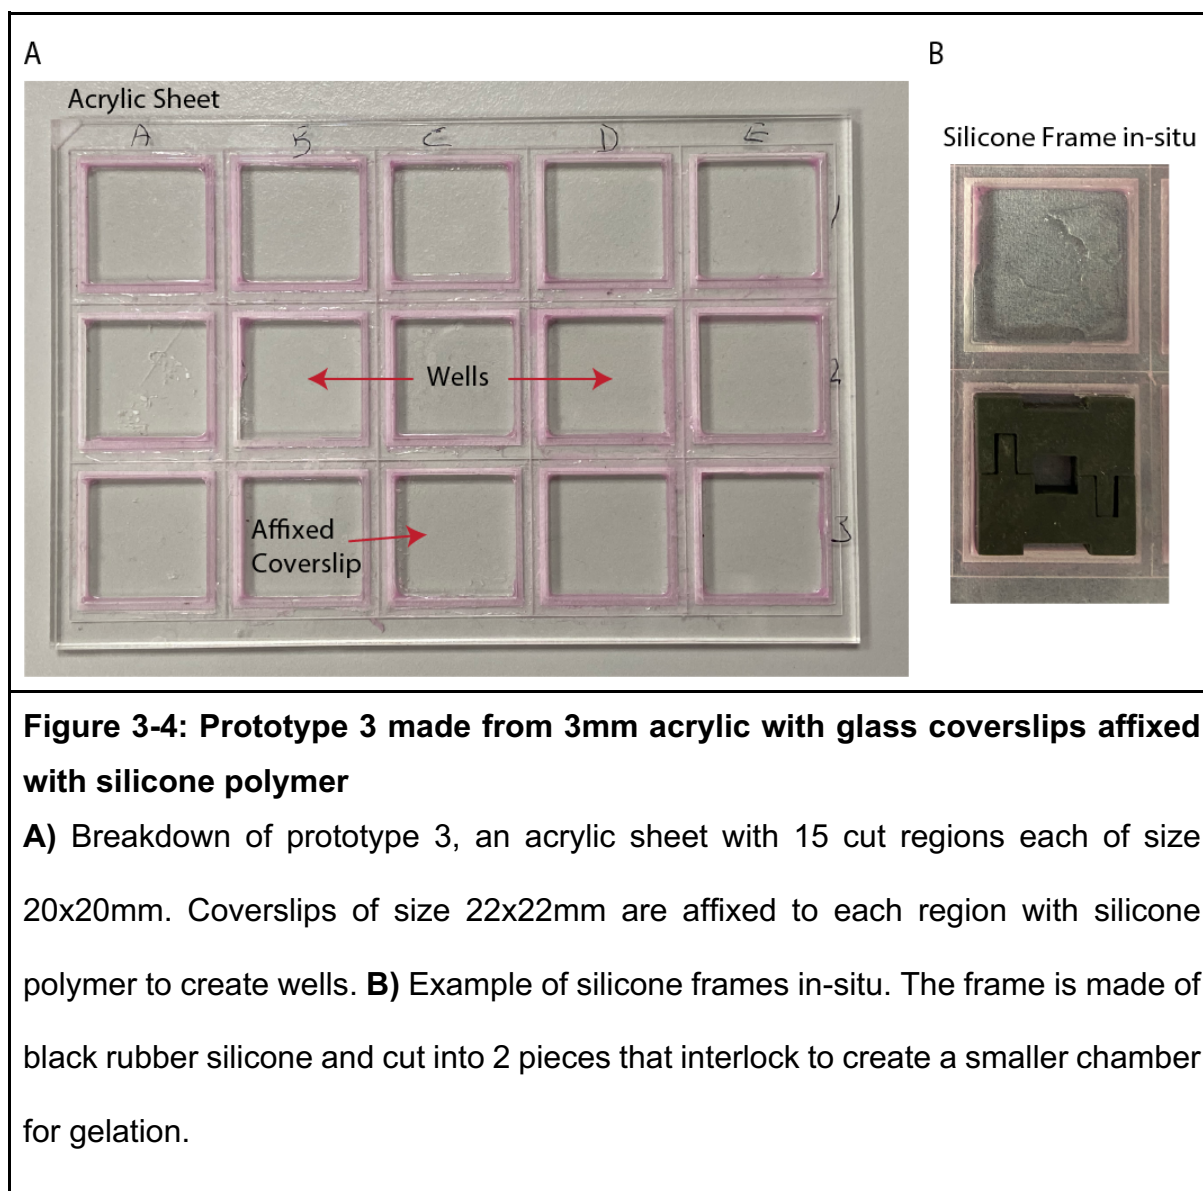 A
B
Acrylic Sheet
Silicone Frame in-situ
A B C D E
1
Wells
2
Affixed
Coverslip
3
Figure 3-4: Prototype 3 made from 3mm acrylic with glass coverslips affixed
with silicone polymer
A) Breakdown of prototype 3, an acrylic sheet with 15 cut regions each of size
20x20mm. Coverslips of size 22x22mm are affixed to each region with silicone
polymer to create wells. B) Example of silicone frames in-situ. The frame is made of
black rubber silicone and cut into 2 pieces that interlock to create a smaller chamber
for gelation.